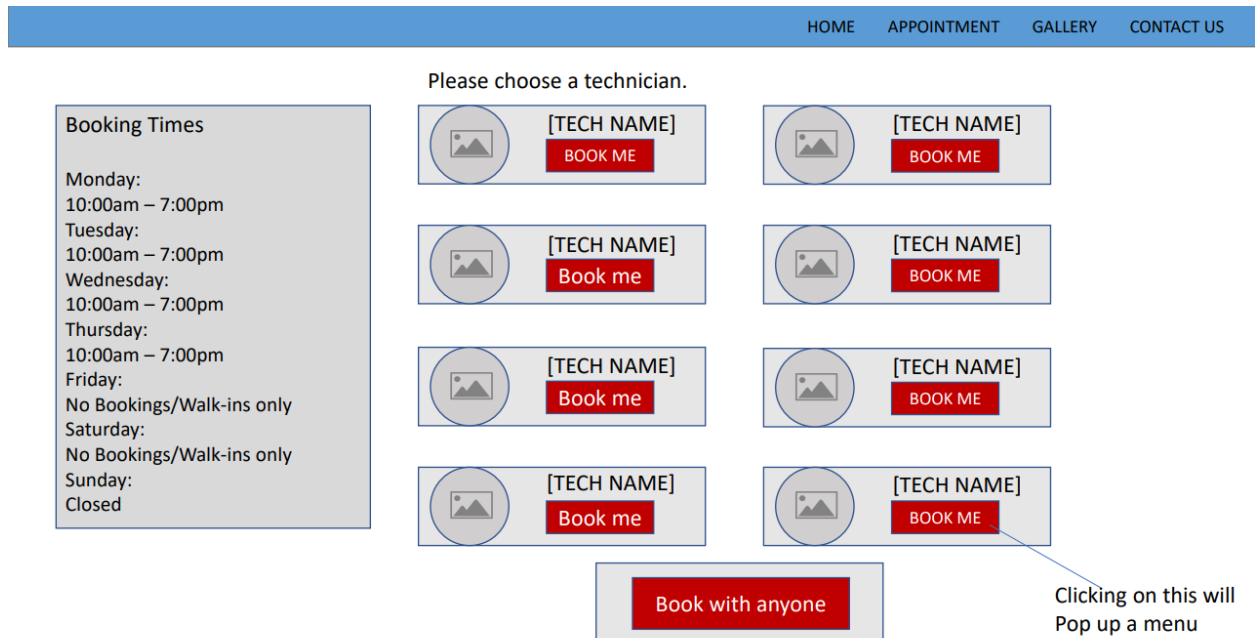 HOME APPOINTMENT GALLERY CONTACT US
Please choose a technician.
Booking Times
Monday:
10:00am – 7:00pm
Tuesday:
10:00am – 7:00pm
Wednesday:
10:00am – 7:00pm
Thursday:
10:00am – 7:00pm
Friday:
No Bookings/Walk-ins only
Saturday:
No Bookings/Walk-ins only
Sunday:
Closed
[TECH NAME]
BOOK ME
[TECH NAME]
BOOK ME
[TECH NAME]
Book me
[TECH NAME]
BOOK ME
[TECH NAME]
Book me
[TECH NAME]
BOOK ME
[TECH NAME]
Book me
[TECH NAME]
BOOK ME
Book with anyone
Clicking on this will
Pop up a menu